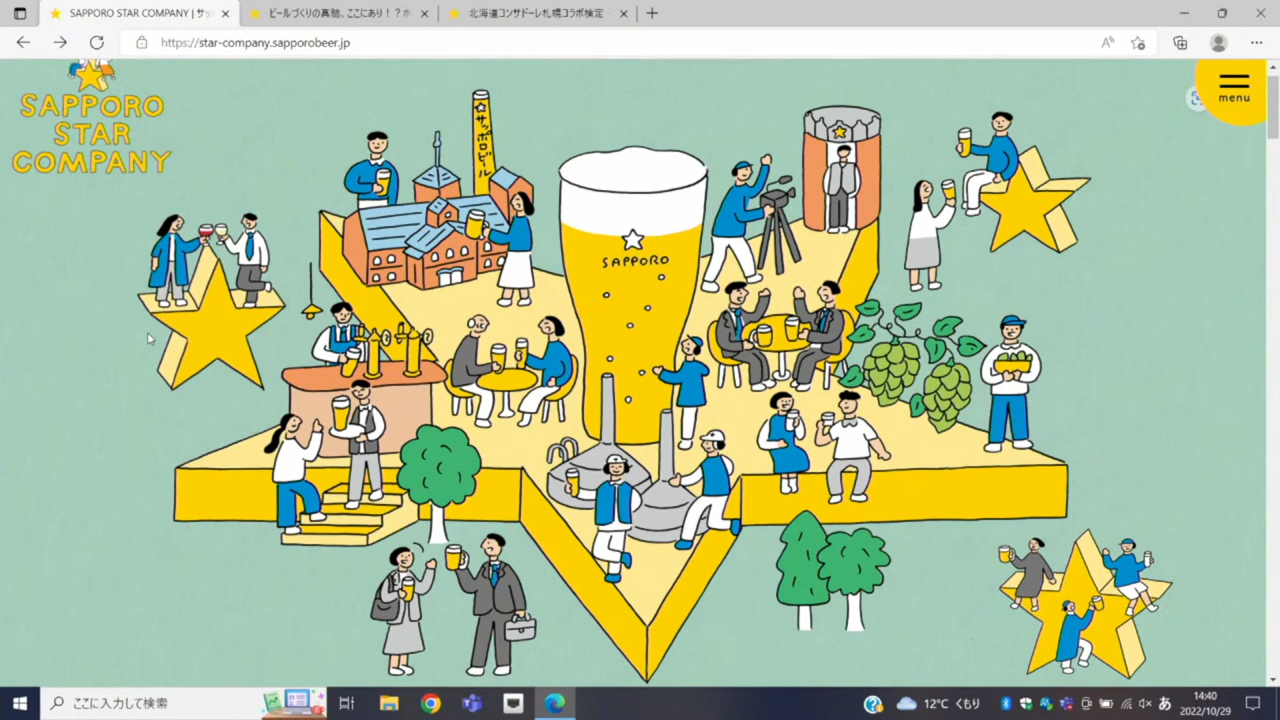 SAPPORO STAR COMPANY | サッ
ビールづくりの真髄、ここにあり！？ホ
北海道コンサドーレ札幌コラボ検定
https://star-company.sapporobeer.jp
SAPPORO
STAR
COMPANY
menu
サッポロビール
SAPPORO
ここに入力して検索
12°C くもり
あ
14:40
2022/10/29